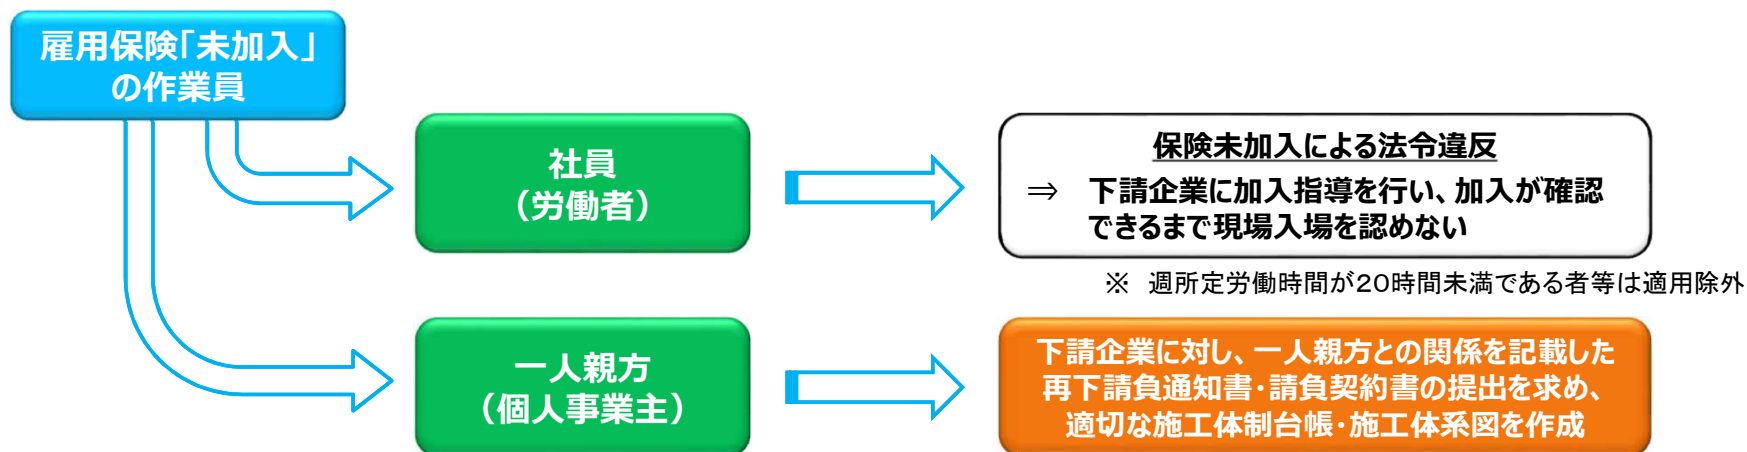 雇用保険｢未加入｣
の作業員
社員
（労働者）
保険未加入による法令違反
⇒　下請企業に加入指導を行い、加入が確認
できるまで現場入場を認めない
※　週所定労働時間が20時間未満である者等は適用除外
一人親方
（個人事業主）
下請企業に対し、一人親方との関係を記載した
再下請負通知書･請負契約書の提出を求め、
適切な施工体制台帳･施工体系図を作成